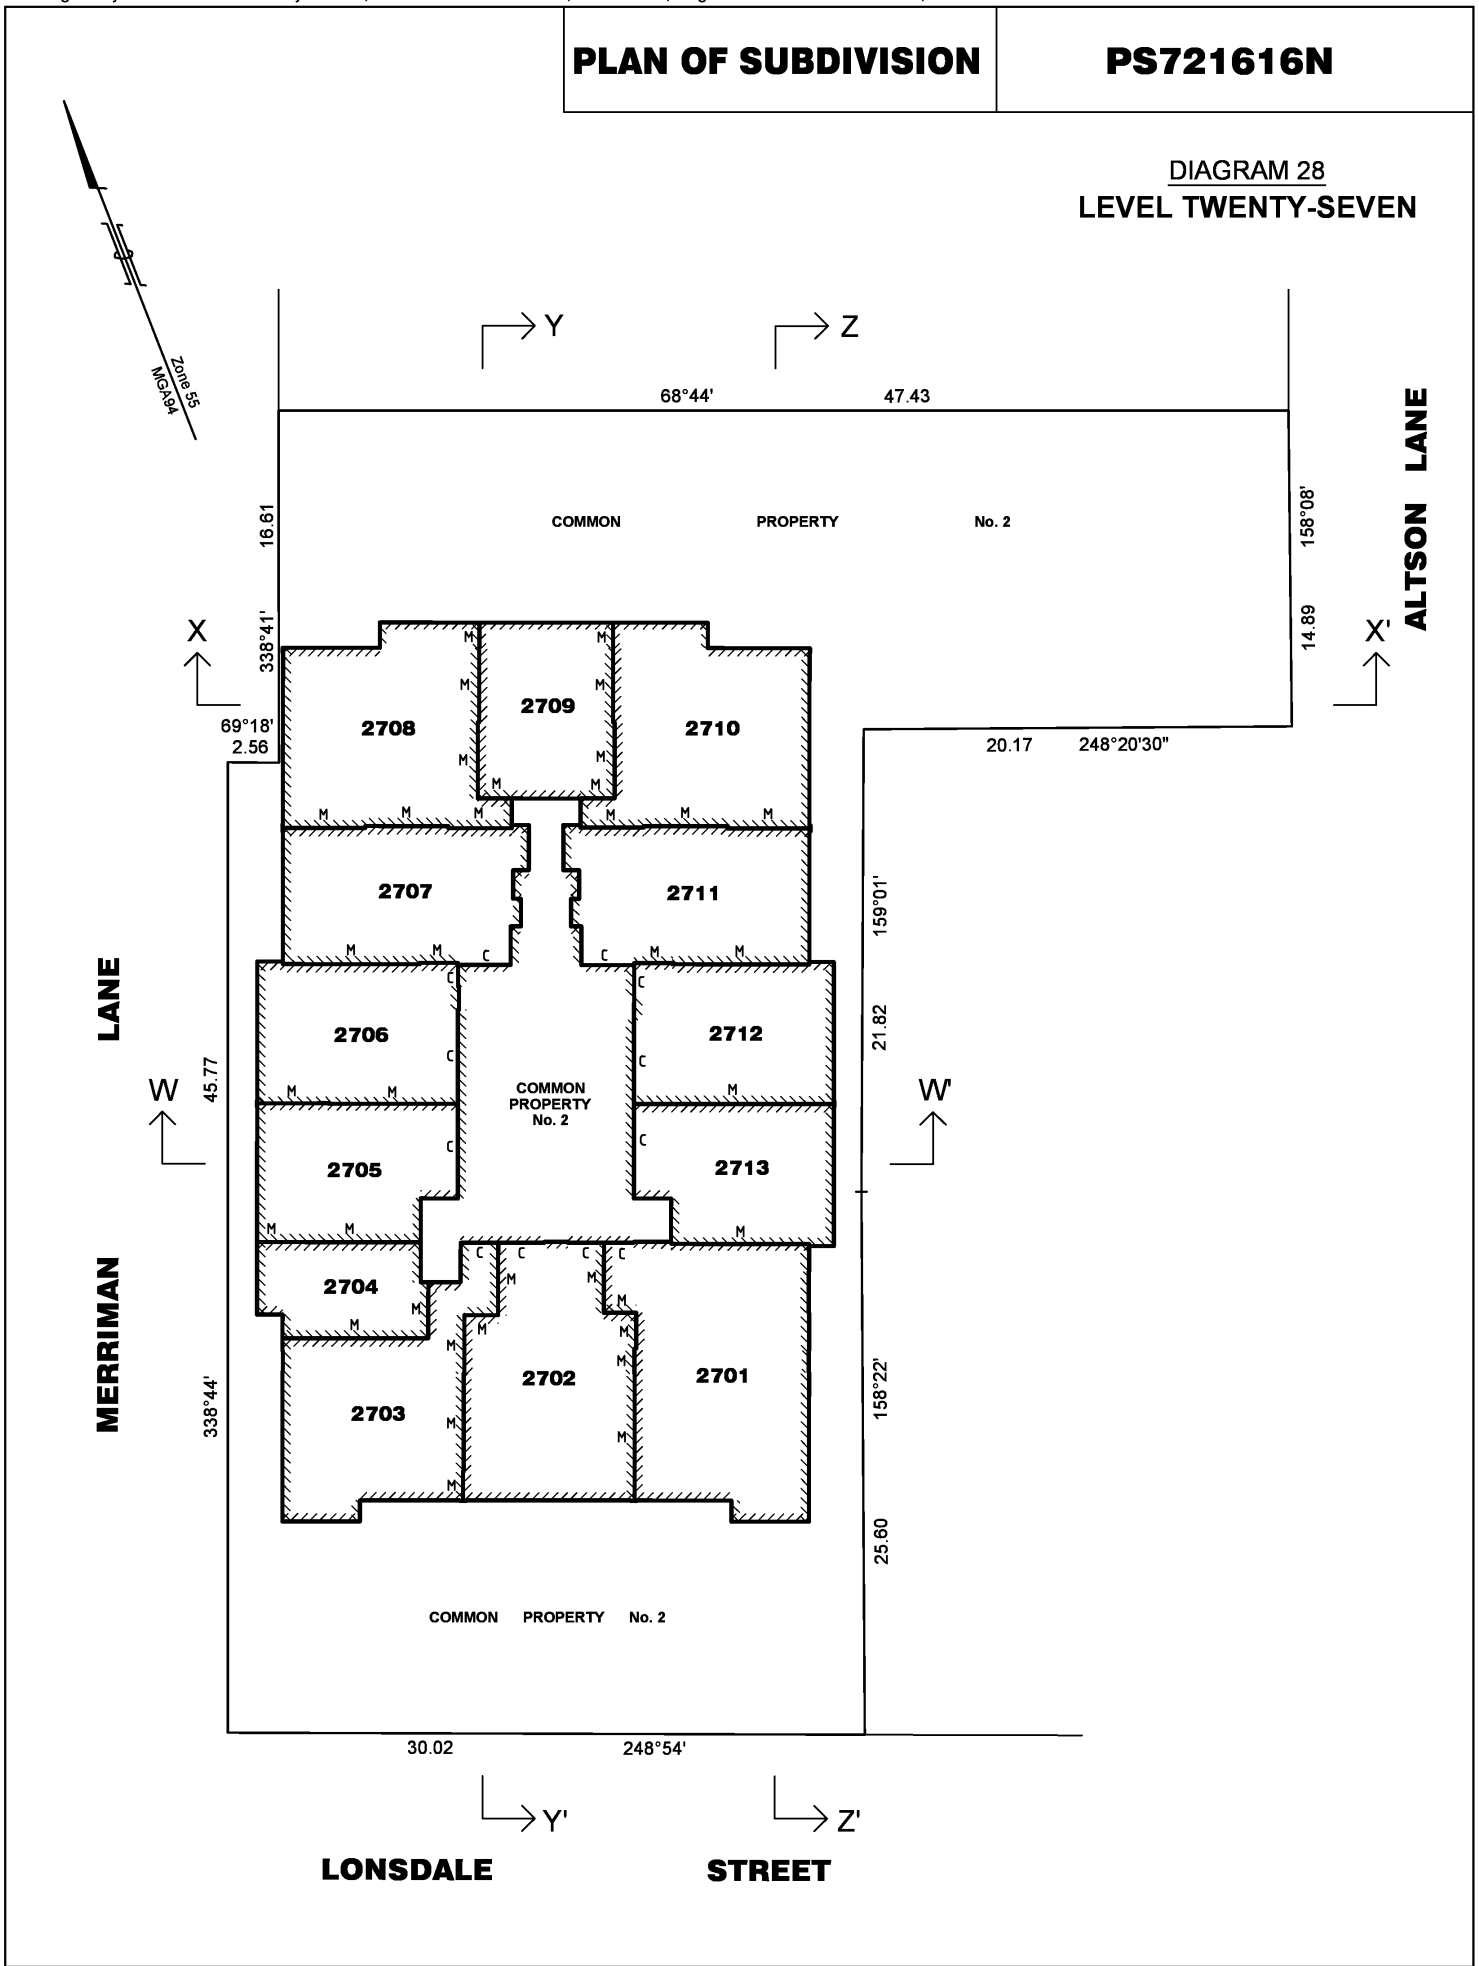 PLAN OF SUBDIVISION
PS721616N
DIAGRAM 28
LEVEL TWENTY-SEVEN
Zone 55
MGA94
Y
Z
68°44'
47.43
ALTSON LANE
16.61
COMMON PROPERTY No. 2
158°08'
338°41'
14.89
X
X'
M
M
2709
M
M
2708
2710
69°18'
2.56
M
M
20.17
248°20'30"
M
M
M
M
M
M
M
M
2707
2711
159°01'
M
M
C
C
M
M
C
C
LANE
2706
2712
21.82
C
C
45.77
M
M
M
W
COMMON
PROPERTY
No. 2
W'
C
C
2705
2713
M
M
M
C
C
C
C
2704
M
M
MERRIMAN
M
M
M
M
M
M
M
2702
2701
158°22'
338°44'
2703
M
M
M
25.60
COMMON PROPERTY No. 2
30.02
248°54'
Y'
Z'
LONSDALE STREET